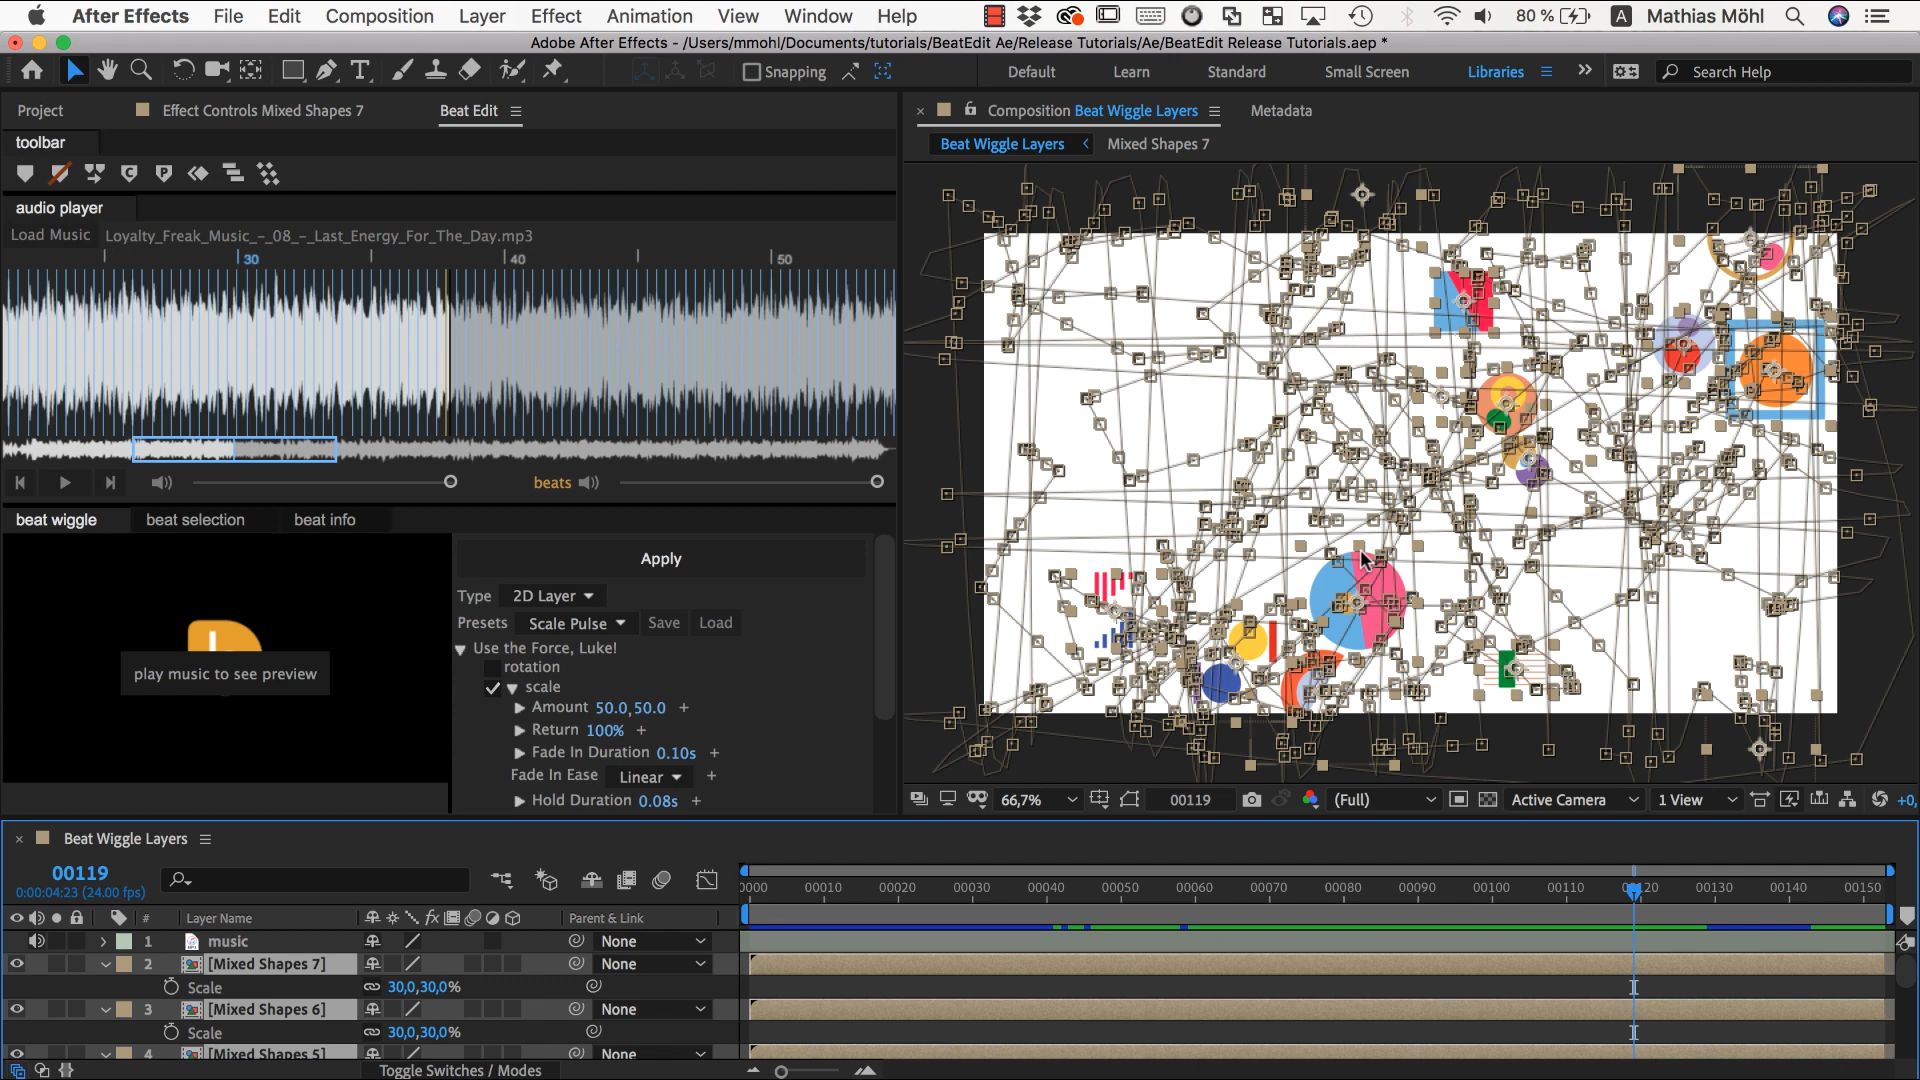 After Effects File Edit Composition Layer Effect Animation View Window Help 80 % A Mathias Möhl
Adobe After Effects - /Users/mmohl/Documents/tutorials/BeatEdit Ae/Release Tutorials/Ae/BeatEdit Release Tutorials.aep *
Snapping Default Learn Standard Small Screen Libraries Search Help
Project Effect Controls Mixed Shapes 7 Beat Edit
Composition Beat Wiggle Layers Metadata
toolbar
Beat Wiggle Layers Mixed Shapes 7
audio player
Load Music Loyalty_Freak_Music_-_08_-_Last_Energy_For_The_Day.mp3
30 40 50
beats
beat wiggle beat selection beat info
Apply
Type 2D Layer
Presets Scale Pulse Save Load
Use the Force, Luke!
rotation
scale
Amount 50.0,50.0 +
Return 100% +
Fade In Duration 0.10s +
Fade In Ease Linear +
Hold Duration 0.08s +
play music to see preview
66,7% 00119 (Full) Active Camera 1 View +0,
Beat Wiggle Layers
00119
0:00:04:23 (24.00 fps)
0000 00010 00020 00030 00040 00050 00060 00070 00080 00090 00100 00110 00120 00130 00140 00150
# Layer Name Parent & Link
1 music None
2 [Mixed Shapes 7] None
Scale 30,0,30,0%
3 [Mixed Shapes 6] None
Scale 30,0,30,0%
4 [Mixed Shapes 5] None
Toggle Switches / Modes